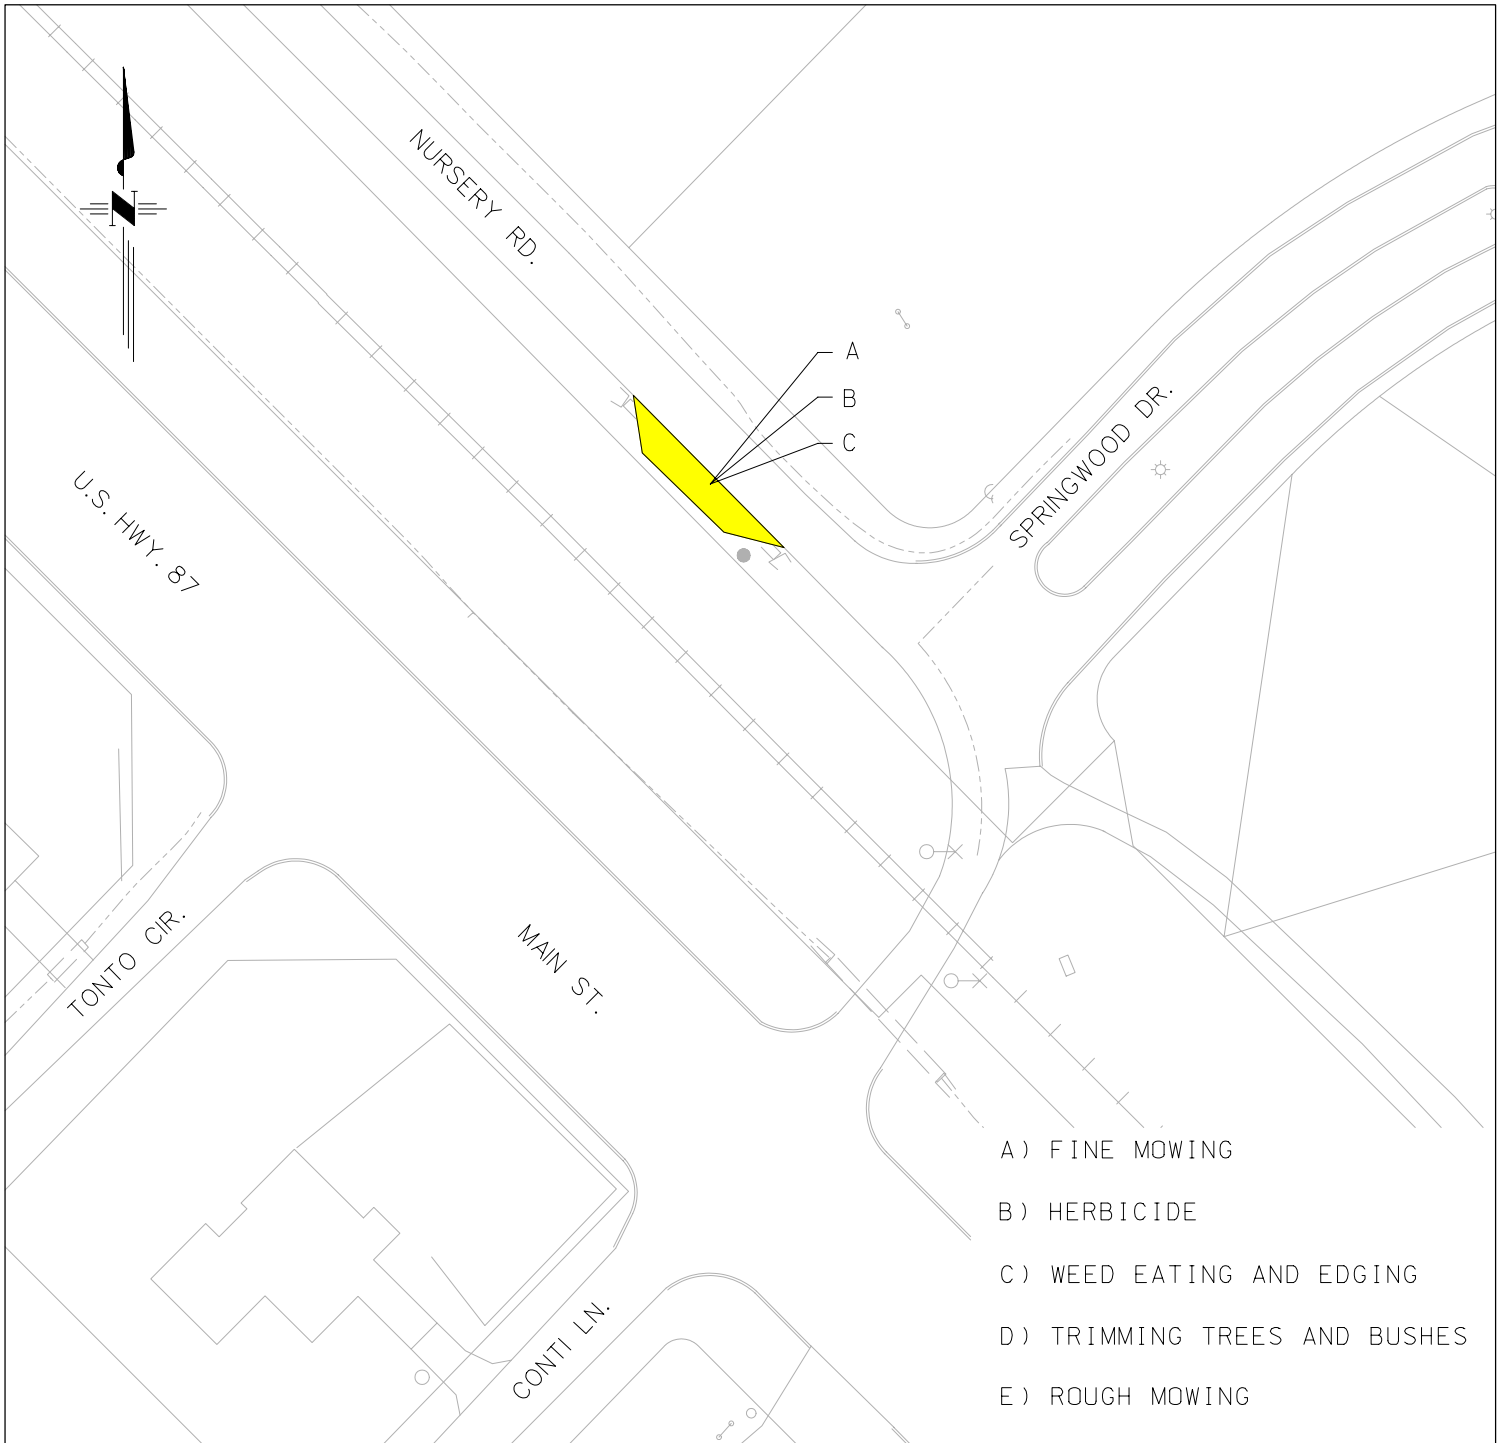 N
NURSERY RD.
A
B
C
SPRINGWOOD DR.
U.S. HWY. 87
TONTO CIR.
MAIN ST.
CONTI LN.
A) FINE MOWING
B) HERBICIDE
C) WEED EATING AND EDGING
D) TRIMMING TREES AND BUSHES
E) ROUGH MOWING